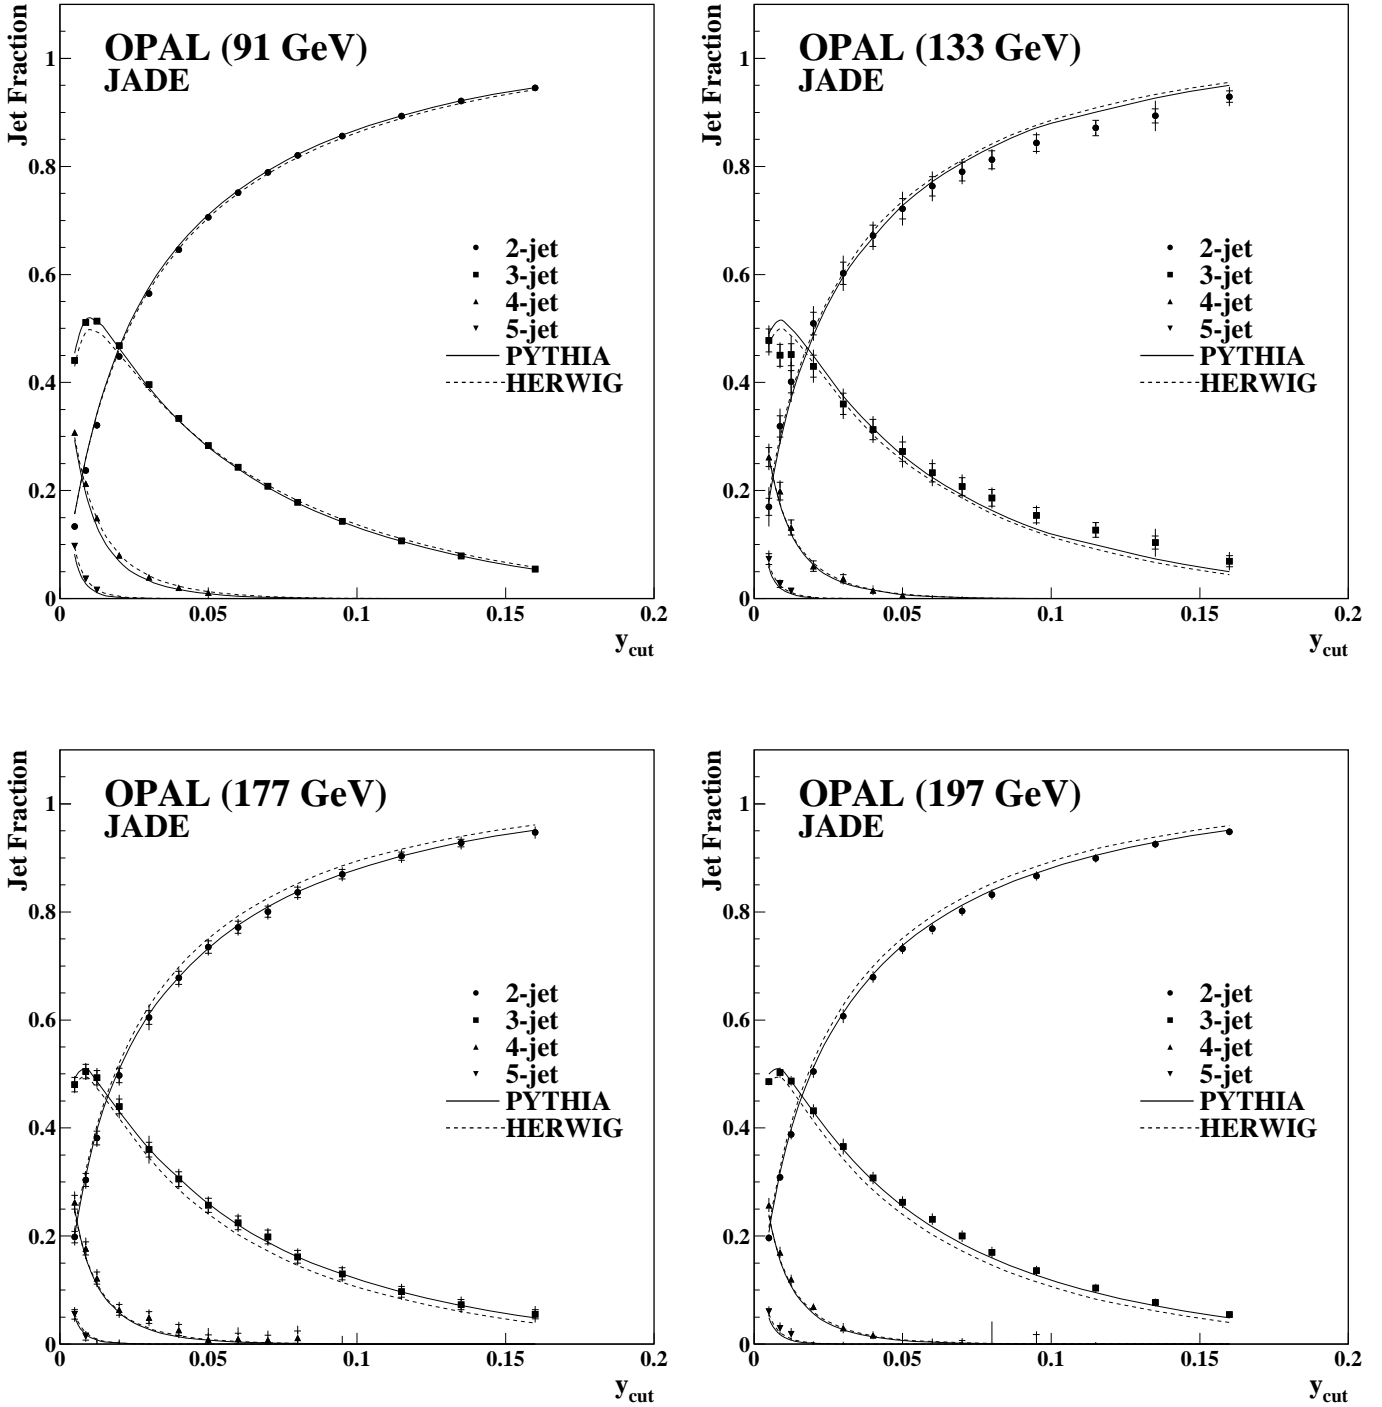 OPAL (91 GeV)
JADE
Jet Fraction
1
0.8
0.6
0.4
0.2
0
2-jet
3-jet
4-jet
5-jet
PYTHIA
HERWIG
0 0.05 0.1 0.15 0.2
y_cut
OPAL (133 GeV)
JADE
Jet Fraction
1
0.8
0.6
0.4
0.2
0
2-jet
3-jet
4-jet
5-jet
PYTHIA
HERWIG
0 0.05 0.1 0.15 0.2
y_cut
OPAL (177 GeV)
JADE
Jet Fraction
1
0.8
0.6
0.4
0.2
0
2-jet
3-jet
4-jet
5-jet
PYTHIA
HERWIG
0 0.05 0.1 0.15 0.2
y_cut
OPAL (197 GeV)
JADE
Jet Fraction
1
0.8
0.6
0.4
0.2
0
2-jet
3-jet
4-jet
5-jet
PYTHIA
HERWIG
0 0.05 0.1 0.15 0.2
y_cut